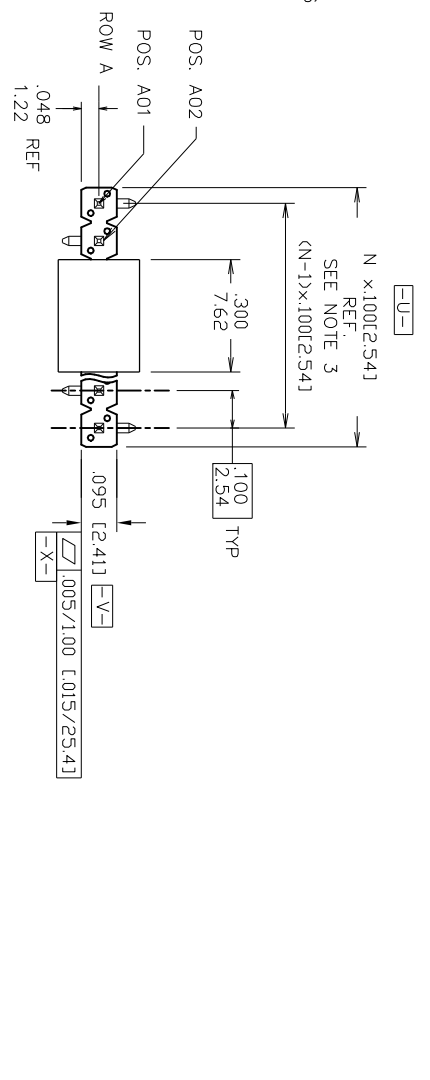 -U-
N x.100[2.54]
REF.
SEE NOTE 3
(N-1)x.100[2.54]
POS. A02
POS. A01
ROW A
.048
1.22
REF
.300
7.62
.100
2.54
TYP
.095 [2.41]
-V-
.005/1.00 [.015/25.4]
-X-